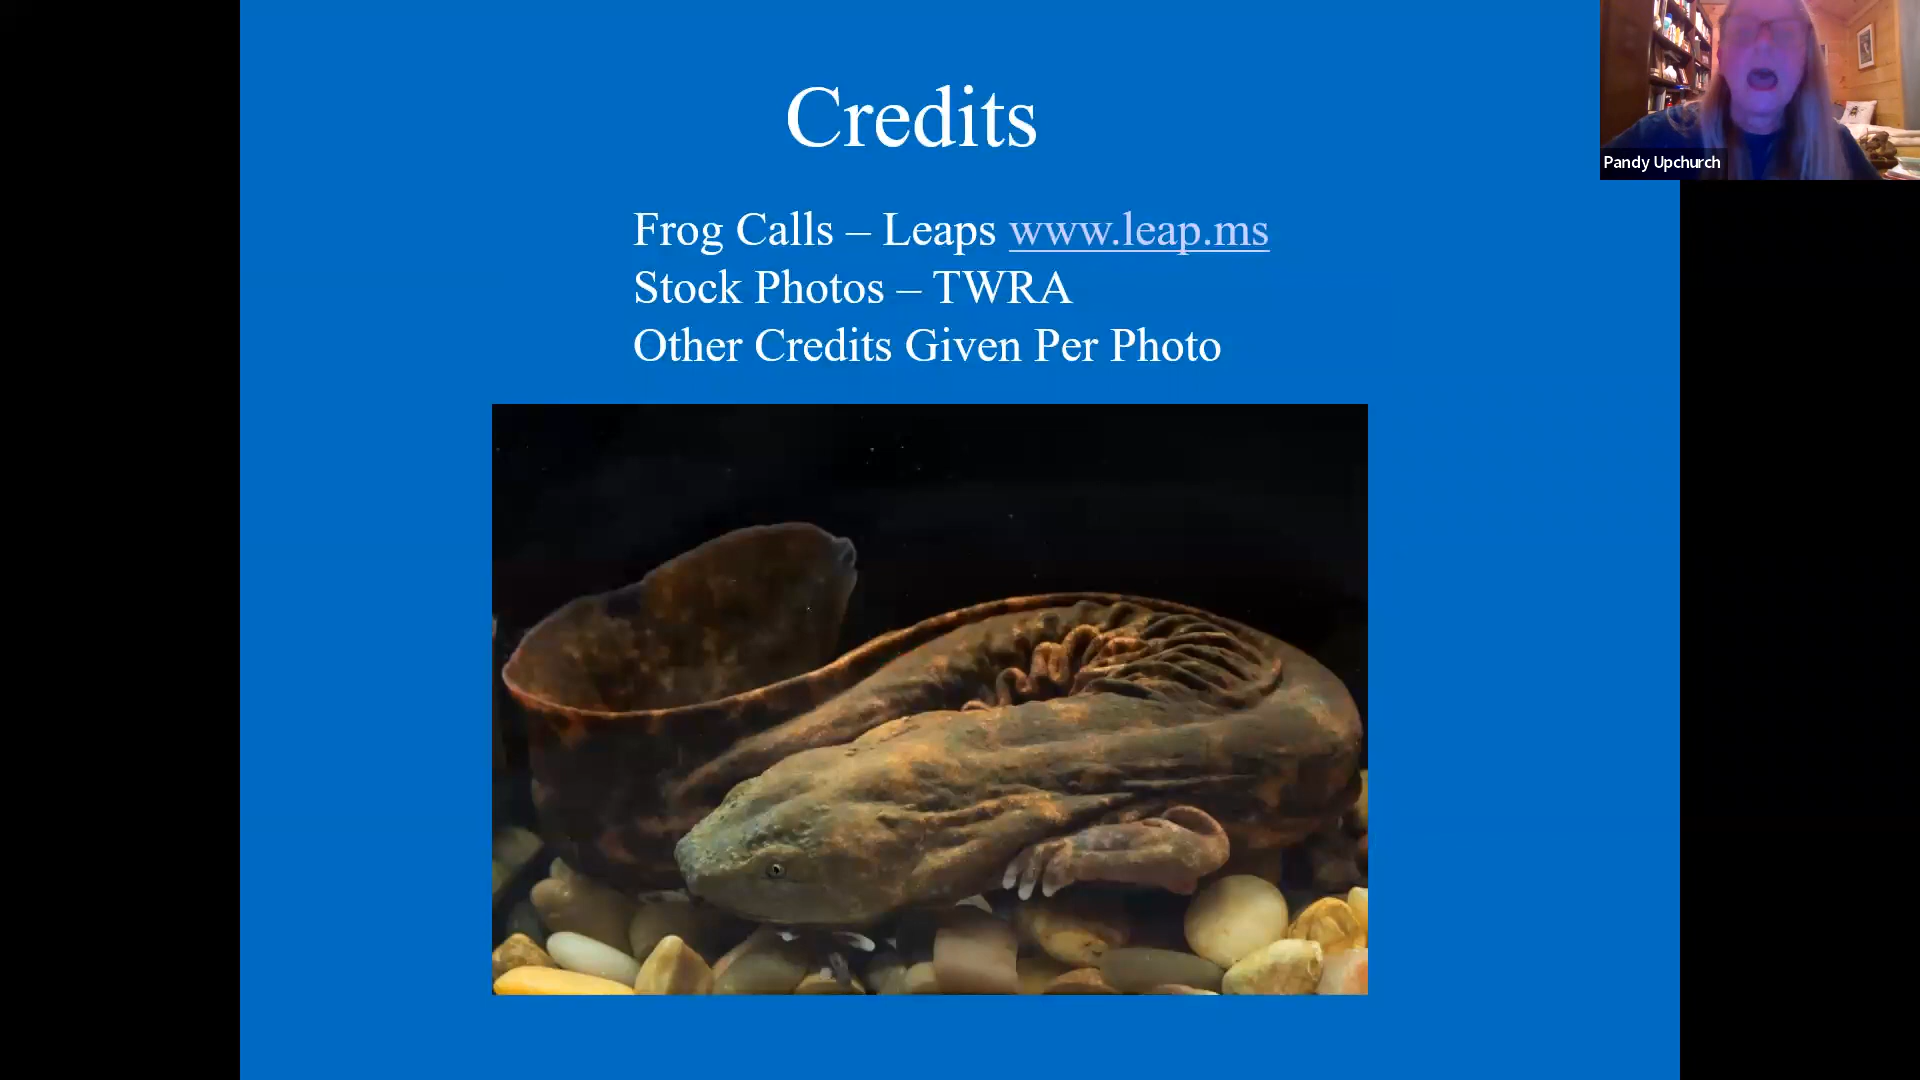 Credits
Frog Calls – Leaps www.leap.ms
Stock Photos – TWRA
Other Credits Given Per Photo
Pandy Upchurch